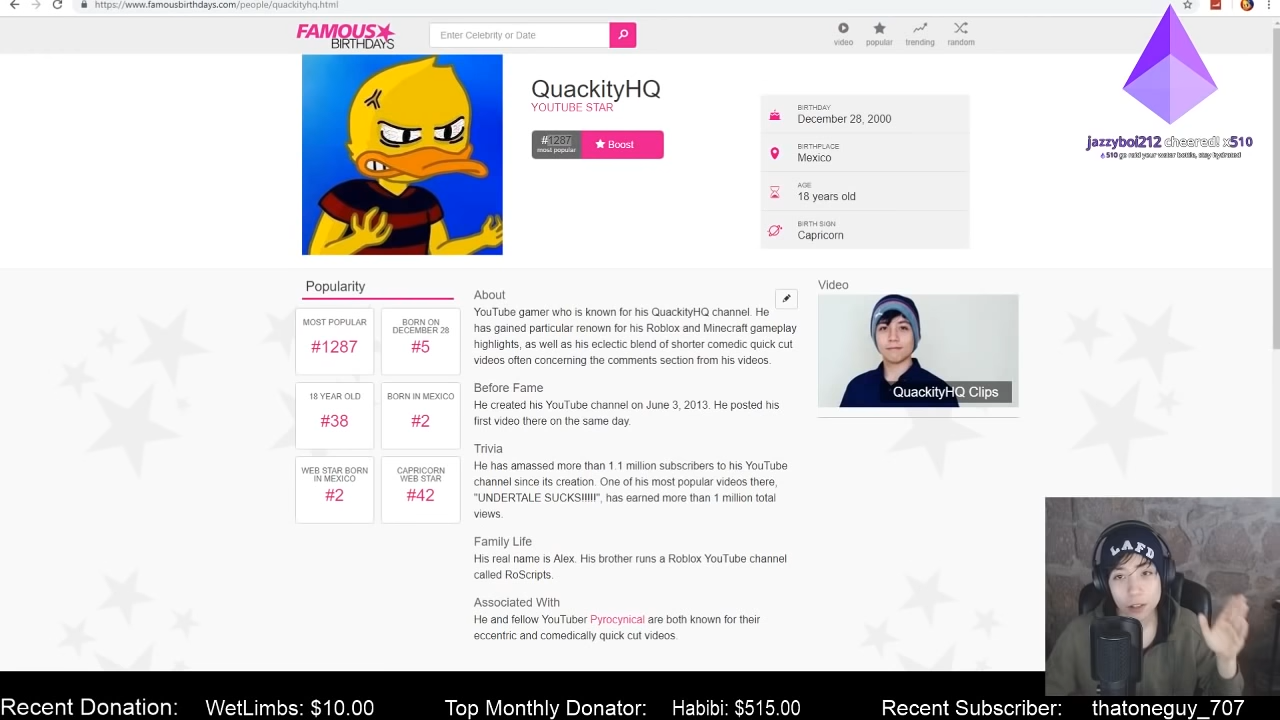 https://www.famousbirthdays.com/people/quackityhq.html
FAMOUS
BIRTHDAYS
Enter Celebrity or Date
video
popular
trending
random
jazzyboi212 cheered! x510
510 go raid your water bottle, stay hydrated!
QuackityHQ
YOUTUBE STAR
#1287
most popular
Boost
BIRTHDAY
December 28, 2000
BIRTHPLACE
Mexico
AGE
18 years old
BIRTH SIGN
Capricorn
Popularity
MOST POPULAR
#1287
BORN ON
DECEMBER 28
#5
18 YEAR OLD
#38
BORN IN MEXICO
#2
WEB STAR BORN
IN MEXICO
#2
CAPRICORN
WEB STAR
#42
About
YouTube gamer who is known for his QuackityHQ channel. He
has gained particular renown for his Roblox and Minecraft gameplay
highlights, as well as his eclectic blend of shorter comedic quick cut
videos often concerning the comments section from his videos.
Before Fame
He created his YouTube channel on June 3, 2013. He posted his
first video there on the same day.
Trivia
He has amassed more than 1.1 million subscribers to his YouTube
channel since its creation. One of his most popular videos there,
"UNDERTALE SUCKS!!!!!", has earned more than 1 million total
views.
Family Life
His real name is Alex. His brother runs a Roblox YouTube channel
called RoScripts.
Associated With
He and fellow YouTuber Pyrocynical are both known for their
eccentric and comedically quick cut videos.
Video
QuackityHQ Clips
LAFD
Recent Donation: WetLimbs: $10.00
Top Monthly Donator: Habibi: $515.00
Recent Subscriber: thatoneguy_707